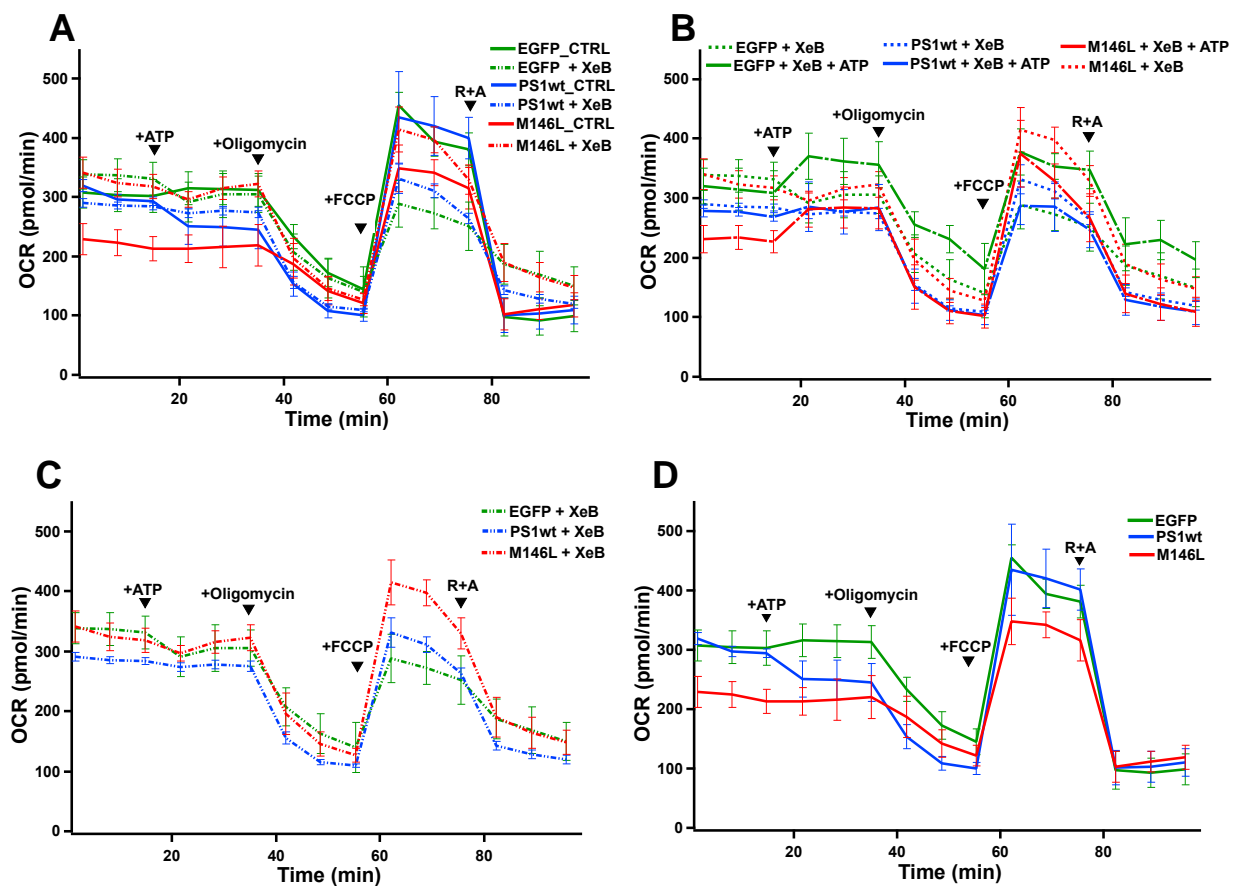 A
EGFP_CTRL
EGFP + XeB
PS1wt_CTRL
PS1wt + XeB
M146L_CTRL
M146L + XeB
+ATP
+Oligomycin
+FCCP
R+A
500
400
300
200
100
0
OCR (pmol/min)
20
40
60
80
Time (min)
B
EGFP + XeB
EGFP + XeB + ATP
PS1wt + XeB
PS1wt + XeB + ATP
M146L + XeB + ATP
M146L + XeB
+ATP
+Oligomycin
+FCCP
R+A
500
400
300
200
100
0
OCR (pmol/min)
20
40
60
80
Time (min)
C
EGFP + XeB
PS1wt + XeB
M146L + XeB
+ATP
+Oligomycin
+FCCP
R+A
500
400
300
200
100
0
OCR (pmol/min)
20
40
60
80
Time (min)
D
EGFP
PS1wt
M146L
+ATP
+Oligomycin
+FCCP
R+A
500
400
300
200
100
0
OCR (pmol/min)
20
40
60
80
Time (min)